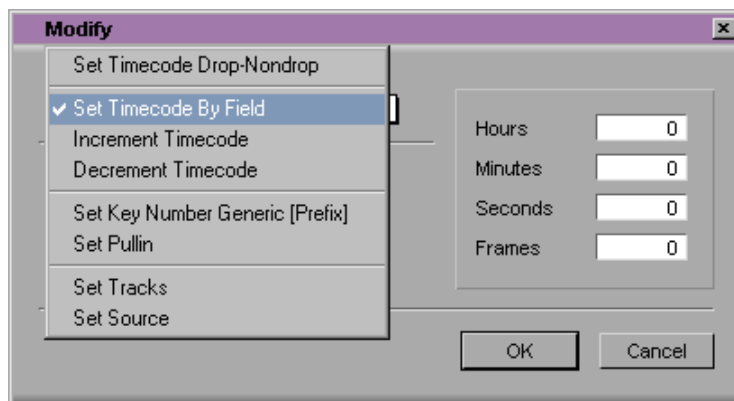 Modify
Set Timecode Drop-Nondrop
Set Timecode By Field
Increment Timecode
Decrement Timecode
Set Key Number Generic [Prefix]
Set Pullin
Set Tracks
Set Source
Hours 0
Minutes 0
Seconds 0
Frames 0
OK Cancel